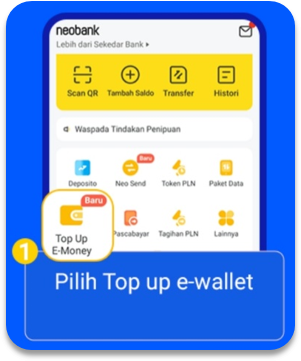 neobank
Lebih dari Sekedar Bank
Scan QR Tambah Saldo Transfer Histori
Waspada Tindakan Penipuan
Baru
Deposito Neo Send Token PLN Paket Data
Baru
Top Up
E-Money
Pascabayar Tagihan PLN Lainnya
1
Pilih Top up e-wallet